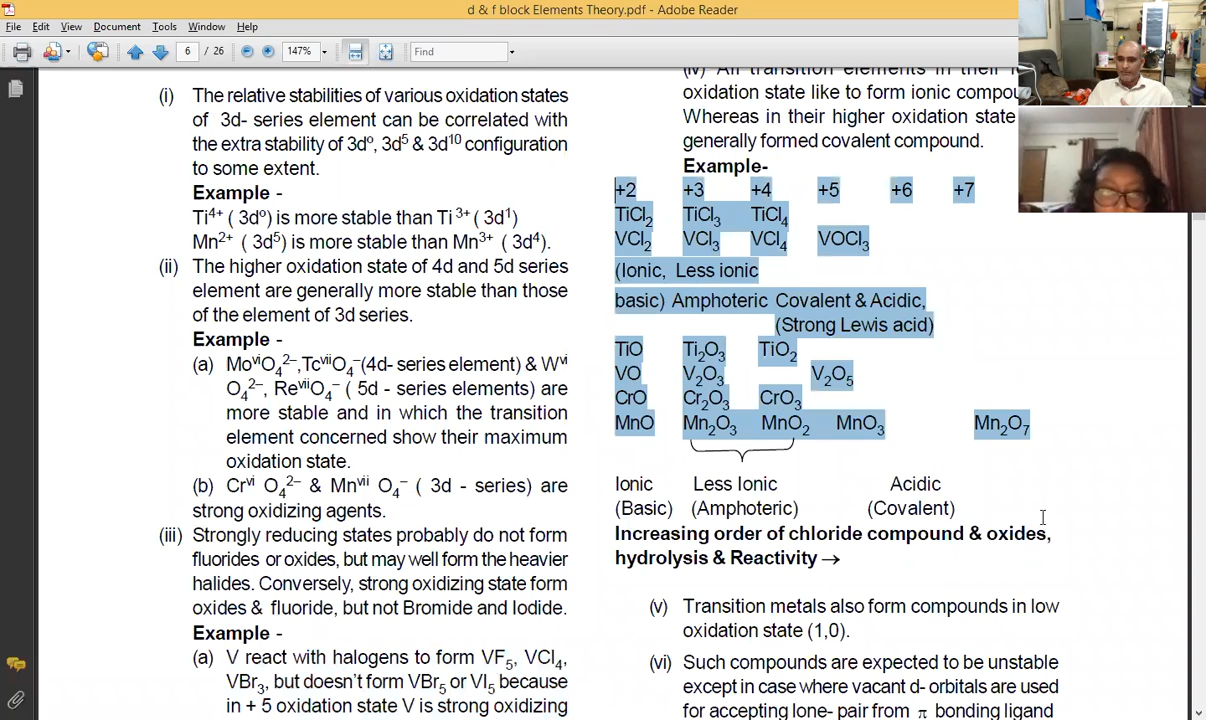 d & f block Elements Theory.pdf - Adobe Reader
File Edit View Document Tools Window Help
6 / 26 147% Find
(i) The relative stabilities of various oxidation states
of 3d- series element can be correlated with
the extra stability of 3d⁰, 3d⁵ & 3d¹⁰ configuration
to some extent.
Example -
Ti⁴⁺ ( 3d⁰) is more stable than Ti ³⁺ ( 3d¹)
Mn²⁺ ( 3d⁵) is more stable than Mn³⁺ ( 3d⁴).
(ii) The higher oxidation state of 4d and 5d series
element are generally more stable than those
of the element of 3d series.
Example -
(a) MoᵛⁱO₄²⁻,TcᵛⁱⁱO₄⁻(4d- series element) & Wᵛⁱ
O₄²⁻, ReᵛⁱⁱO₄⁻ ( 5d - series elements) are
more stable and in which the transition
element concerned show their maximum
oxidation state.
(b) Crᵛⁱ O₄²⁻ & Mnᵛⁱⁱ O₄⁻ ( 3d - series) are
strong oxidizing agents.
(iii) Strongly reducing states probably do not form
fluorides or oxides, but may well form the heavier
halides. Conversely, strong oxidizing state form
oxides & fluoride, but not Bromide and Iodide.
Example -
(a) V react with halogens to form VF₅, VCl₄,
VBr₃, but doesn't form VBr₅ or VI₅ because
in + 5 oxidation state V is strong oxidizing
(iv) All transition elements in their
oxidation state like to form ionic
Whereas in their higher oxidation state
generally formed covalent compound.
Example-
+2 +3 +4 +5 +6 +7
TiCl₂ TiCl₃ TiCl₄
VCl₂ VCl₃ VCl₄ VOCl₃
(Ionic, Less ionic
basic) Amphoteric Covalent & Acidic,
(Strong Lewis acid)
TiO Ti₂O₃ TiO₂
VO V₂O₃ V₂O₅
CrO Cr₂O₃ CrO₃
MnO Mn₂O₃ MnO₂ MnO₃ Mn₂O₇
Ionic Less Ionic Acidic
(Basic) (Amphoteric) (Covalent)
Increasing order of chloride compound & oxides,
hydrolysis & Reactivity →
(v) Transition metals also form compounds in low
oxidation state (1,0).
(vi) Such compounds are expected to be unstable
except in case where vacant d- orbitals are used
for accepting lone- pair from π bonding ligand